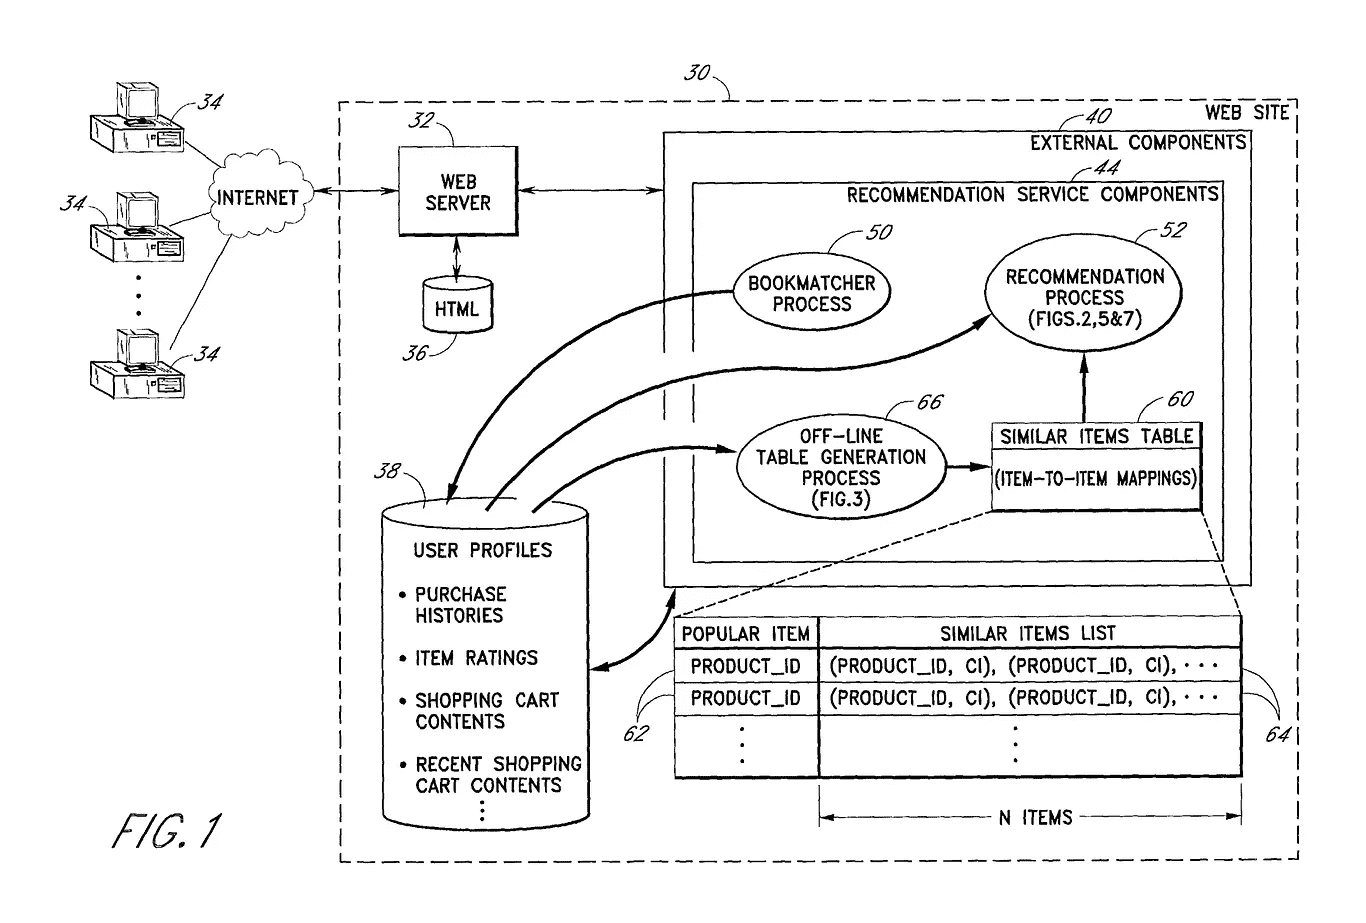 30
WEB SITE
34
32
40
EXTERNAL COMPONENTS
44
RECOMMENDATION SERVICE COMPONENTS
INTERNET
WEB
SERVER
34
50
52
BOOKMATCHER
PROCESS
RECOMMENDATION
PROCESS
(FIGS.2,5&7)
HTML
36
34
66
60
OFF-LINE
TABLE GENERATION
PROCESS
(FIG.3)
SIMILAR ITEMS TABLE
(ITEM-TO-ITEM MAPPINGS)
38
USER PROFILES
• PURCHASE
HISTORIES
• ITEM RATINGS
• SHOPPING CART
CONTENTS
• RECENT SHOPPING
CART CONTENTS
POPULAR ITEM SIMILAR ITEMS LIST
PRODUCT_ID (PRODUCT_ID, CI), (PRODUCT_ID, CI), ···
PRODUCT_ID (PRODUCT_ID, CI), (PRODUCT_ID, CI), ···
62
64
N ITEMS
FIG. 1